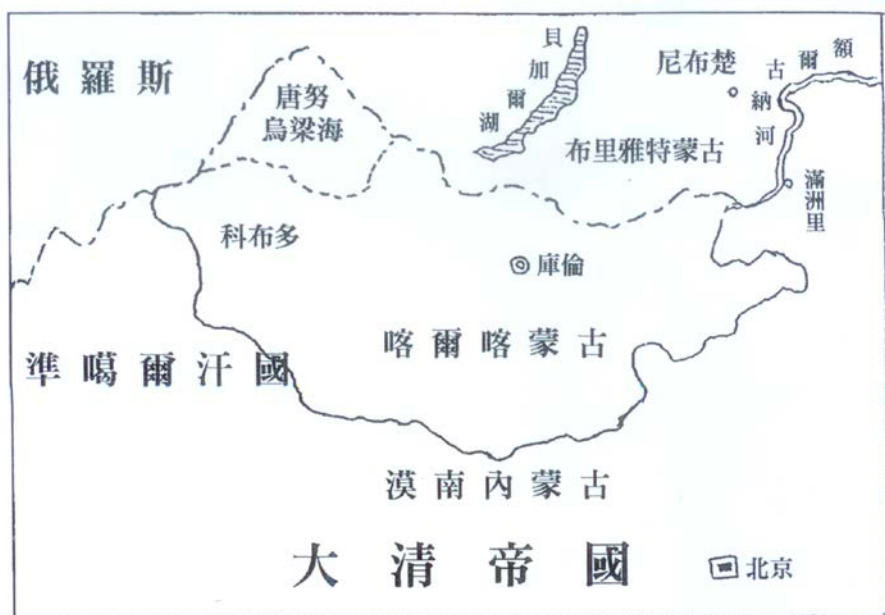 俄羅斯
唐努
烏梁海
貝加爾湖
尼布楚
額爾古納河
布里雅特蒙古
滿洲里
科布多
庫倫
喀爾喀蒙古
準噶爾汗國
漠南內蒙古
大清帝國
北京